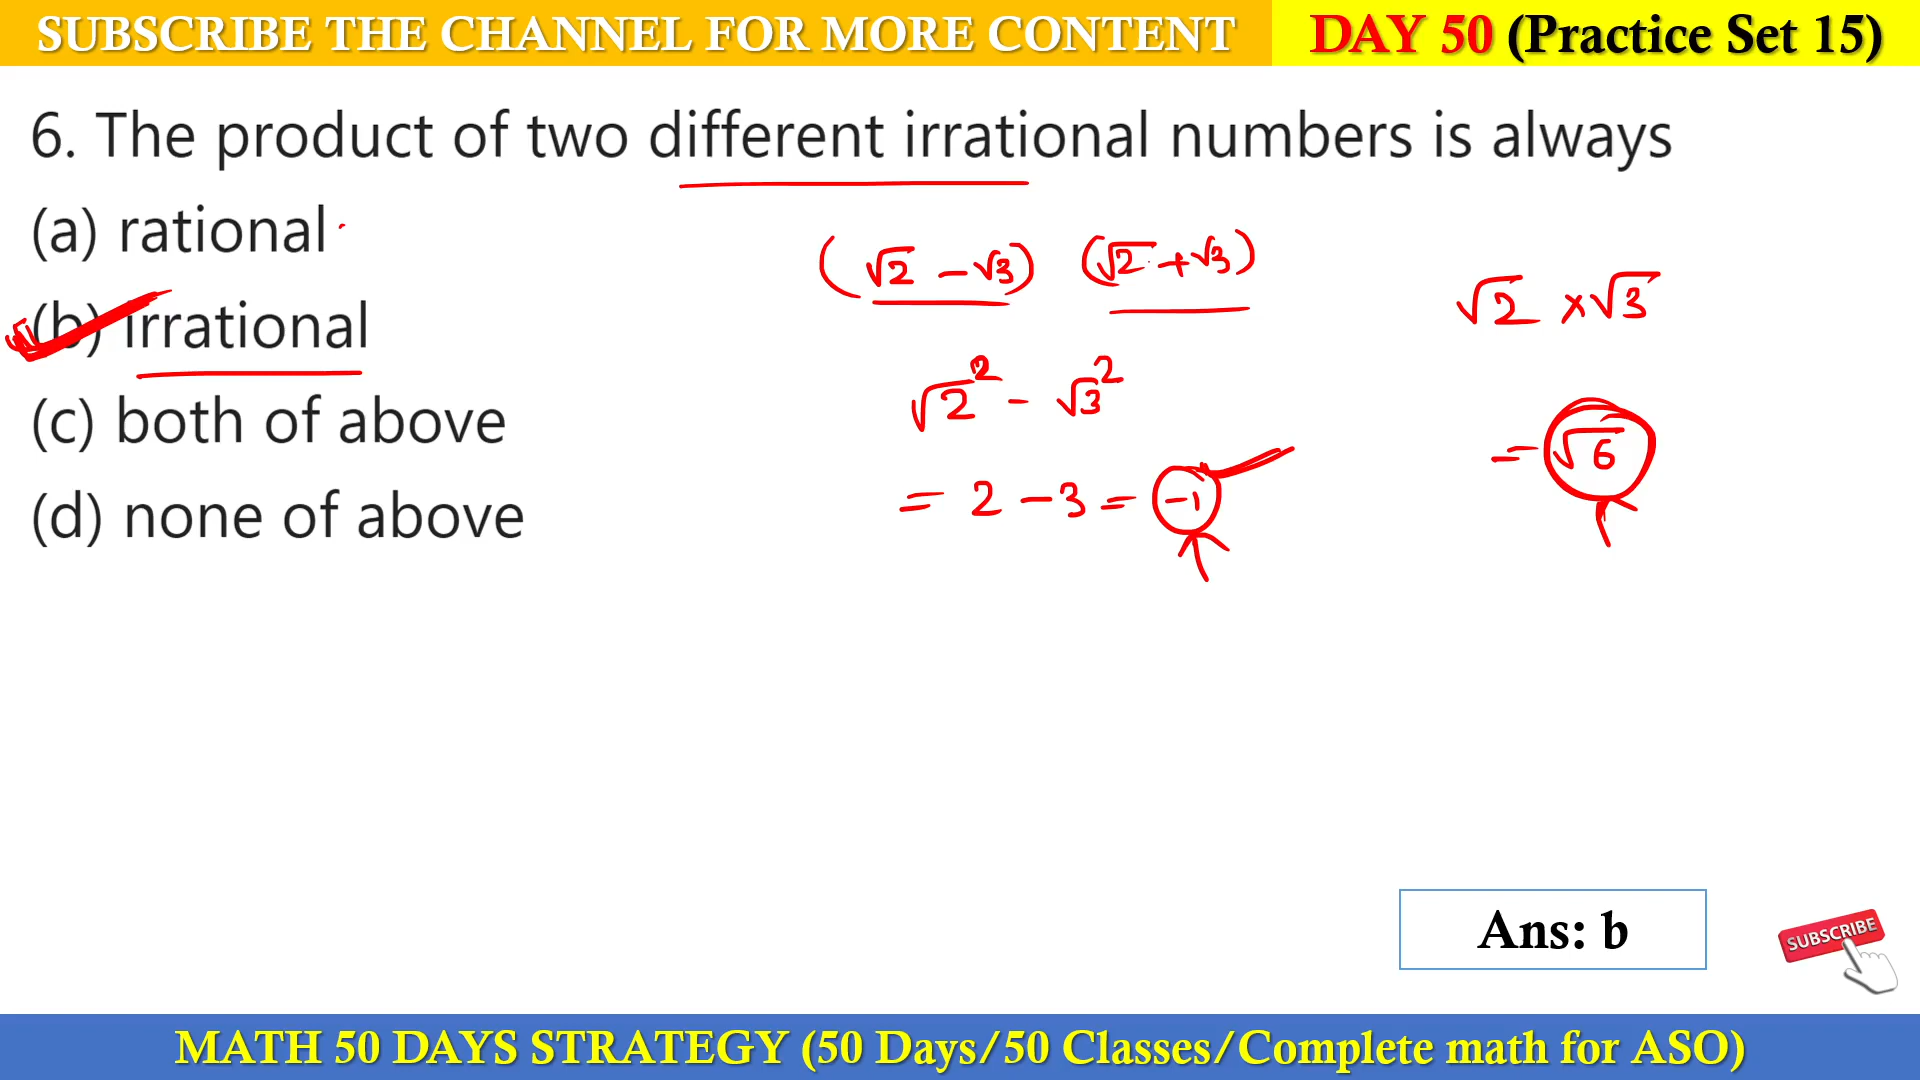 SUBSCRIBE THE CHANNEL FOR MORE CONTENT
DAY 50 (Practice Set 15)
6. The product of two different irrational numbers is always
(a) rational
(b) irrational
(c) both of above
(d) none of above
(√2 - √3) (√2 + √3)
√2² - √3²
= 2 - 3 = -1
√2 × √3
= √6
Ans: b
SUBSCRIBE
MATH 50 DAYS STRATEGY (50 Days/50 Classes/Complete math for ASO)